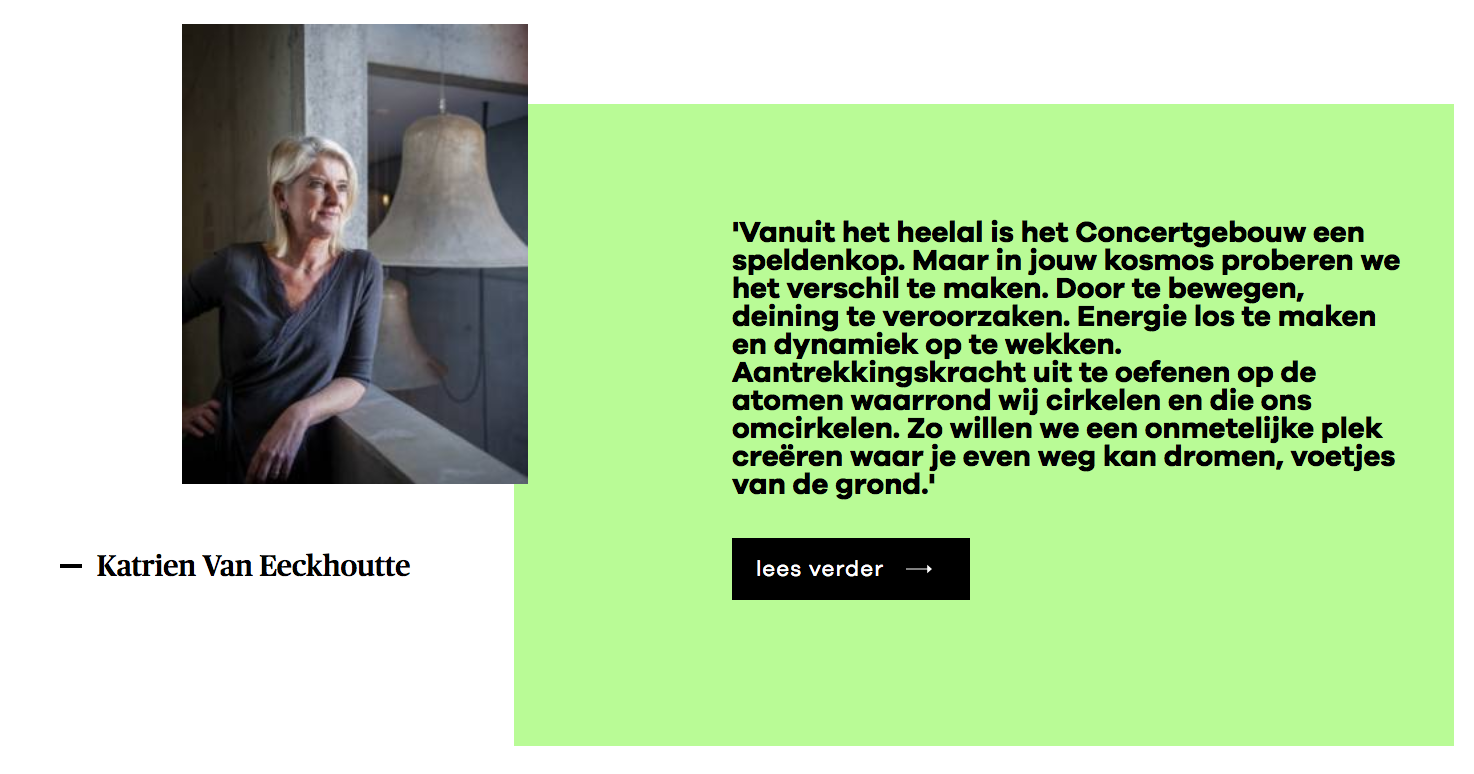 'Vanuit het heelal is het Concertgebouw een
speldenkop. Maar in jouw kosmos proberen we
het verschil te maken. Door te bewegen,
deining te veroorzaken. Energie los te maken
en dynamiek op te wekken.
Aantrekkingskracht uit te oefenen op de
atomen waarrond wij cirkelen en die ons
omcirkelen. Zo willen we een onmetelijke plek
creëren waar je even weg kan dromen, voetjes
van de grond.'
lees verder →
— Katrien Van Eeckhoutte